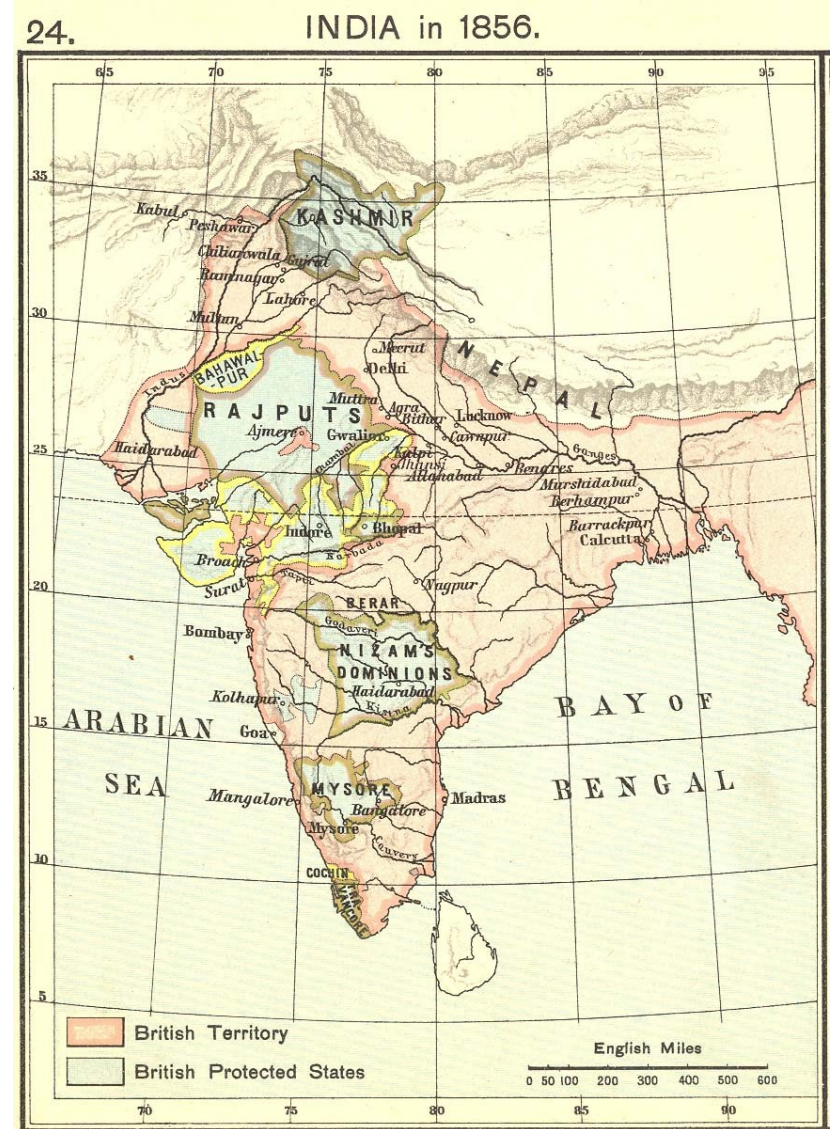 24.
INDIA in 1856.
65 70 75 80 85 90 95
35
Kabul
Peshawar
KASHMIR
Chilianwala
Gujrat
Ramnagar
Lahore
30
Multan
Indus
BAHAWAL
-PUR
Meerut
Delhi
NEPAL
RAJPUTS
Muttra
Agra
Bithur
Lucknow
Ajmere
Gwalior
Cawnpur
25
Haidarabad
Chambal
Kalpi
Jhansi
Allahabad
Benares
Ganges
Murshidabad
Berhampur
Indore
Bhopal
Barrackpur
Calcutta
Broach
Narbada
Surat
Tapti
Nagpur
20
BERAR
Bombay
Godaveri
NIZAM'S
DOMINIONS
Haidarabad
Kolhapur
Kistna
15
ARABIAN
SEA
Goa
BAY OF
BENGAL
MYSORE
Mangalore
Bangalore
Madras
Mysore
Cauvery
10
COCHIN
TRA-
VANCORE
5
British Territory
British Protected States
English Miles
0 50 100 200 300 400 500 600
70 75 80 85 90